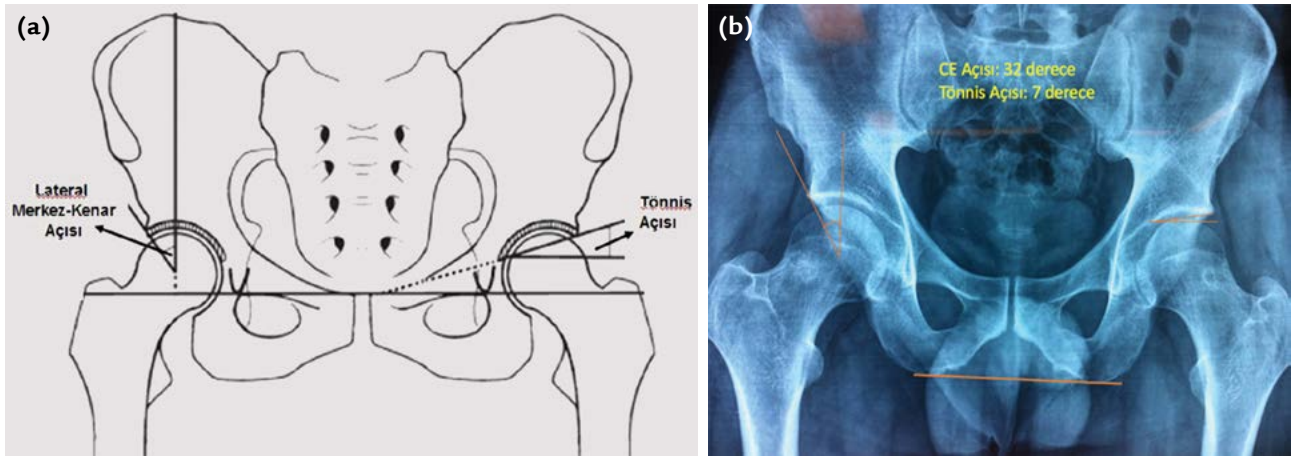 (a)
Lateral
Merkez-Kenar
Açısı
Tönnis
Açısı
(b)
CE Açısı: 32 derece
Tönnis Açısı: 7 derece